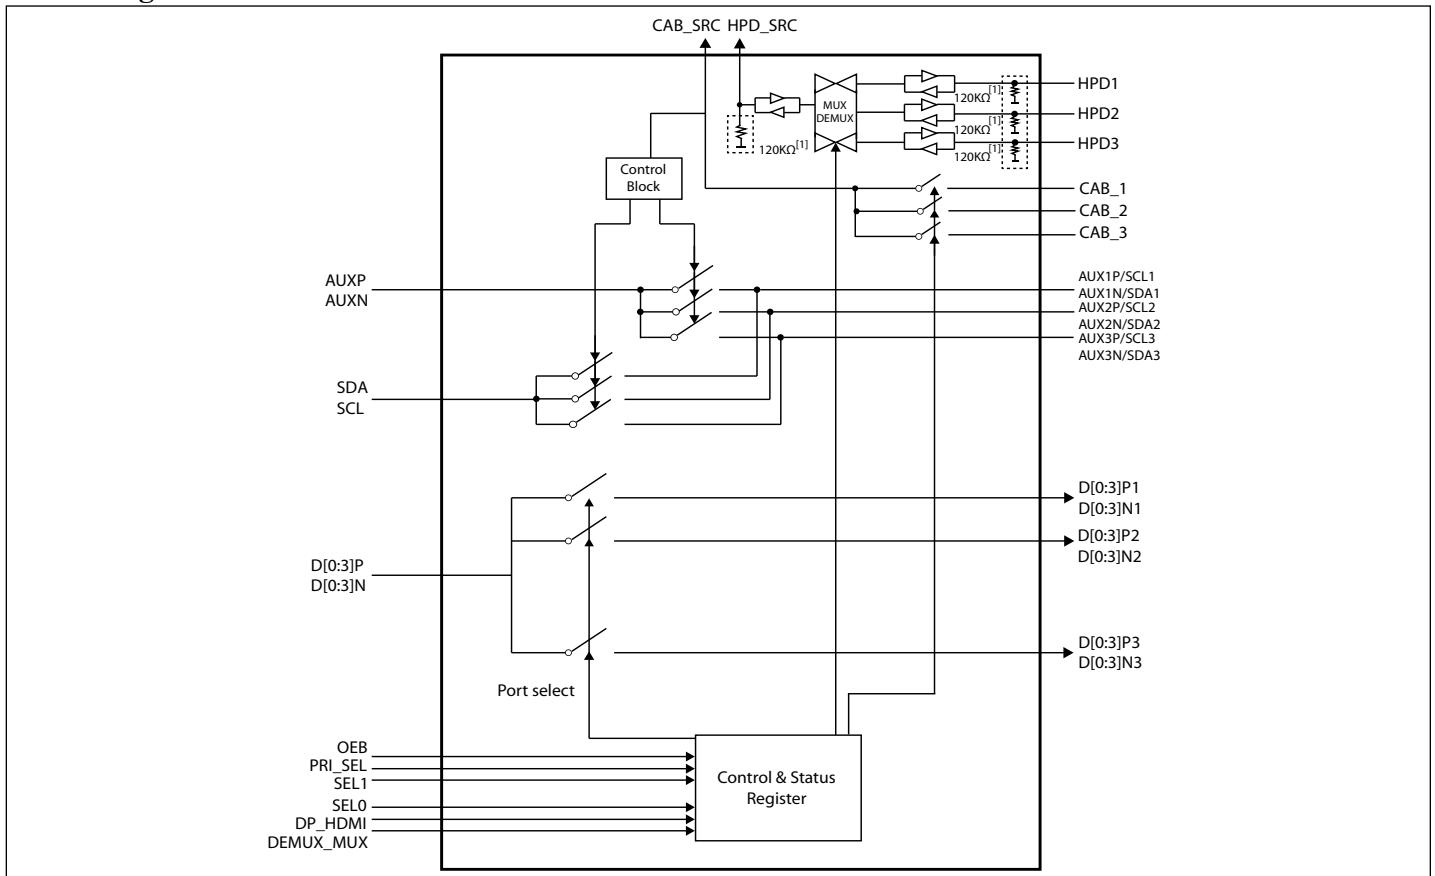 CAB_SRC HPD_SRC
MUX
DEMUX
120KΩ[1]
120KΩ[1]
120KΩ[1]
120KΩ[1]
HPD1
HPD2
HPD3
Control
Block
CAB_1
CAB_2
CAB_3
AUXP
AUXN
AUX1P/SCL1
AUX1N/SDA1
AUX2P/SCL2
AUX2N/SDA2
AUX3P/SCL3
AUX3N/SDA3
SDA
SCL
D[0:3]P
D[0:3]N
D[0:3]P1
D[0:3]N1
D[0:3]P2
D[0:3]N2
D[0:3]P3
D[0:3]N3
Port select
OEB
PRI_SEL
SEL1
SEL0
DP_HDMI
DEMUX_MUX
Control & Status
Register